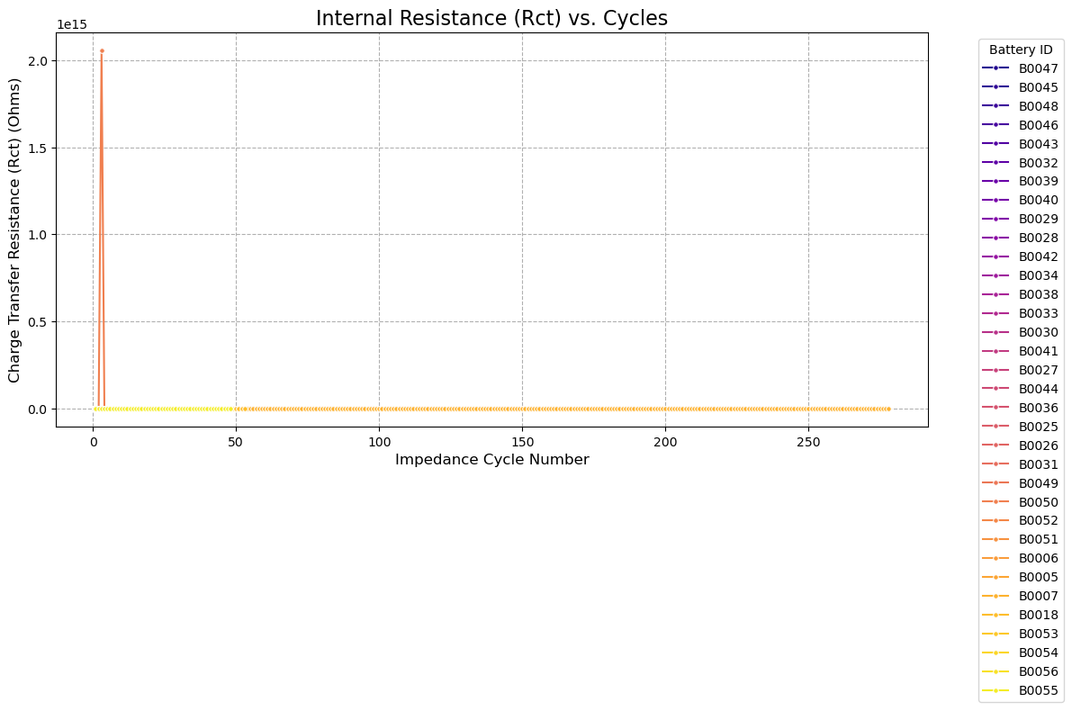 Internal Resistance (Rct) vs. Cycles
1e15
Charge Transfer Resistance (Rct) (Ohms)
2.0
1.5
1.0
0.5
0.0
0 50 100 150 200 250
Impedance Cycle Number
Battery ID
B0047
B0045
B0048
B0046
B0043
B0032
B0039
B0040
B0029
B0028
B0042
B0034
B0038
B0033
B0030
B0041
B0027
B0044
B0036
B0025
B0026
B0031
B0049
B0050
B0052
B0051
B0006
B0005
B0007
B0018
B0053
B0054
B0056
B0055